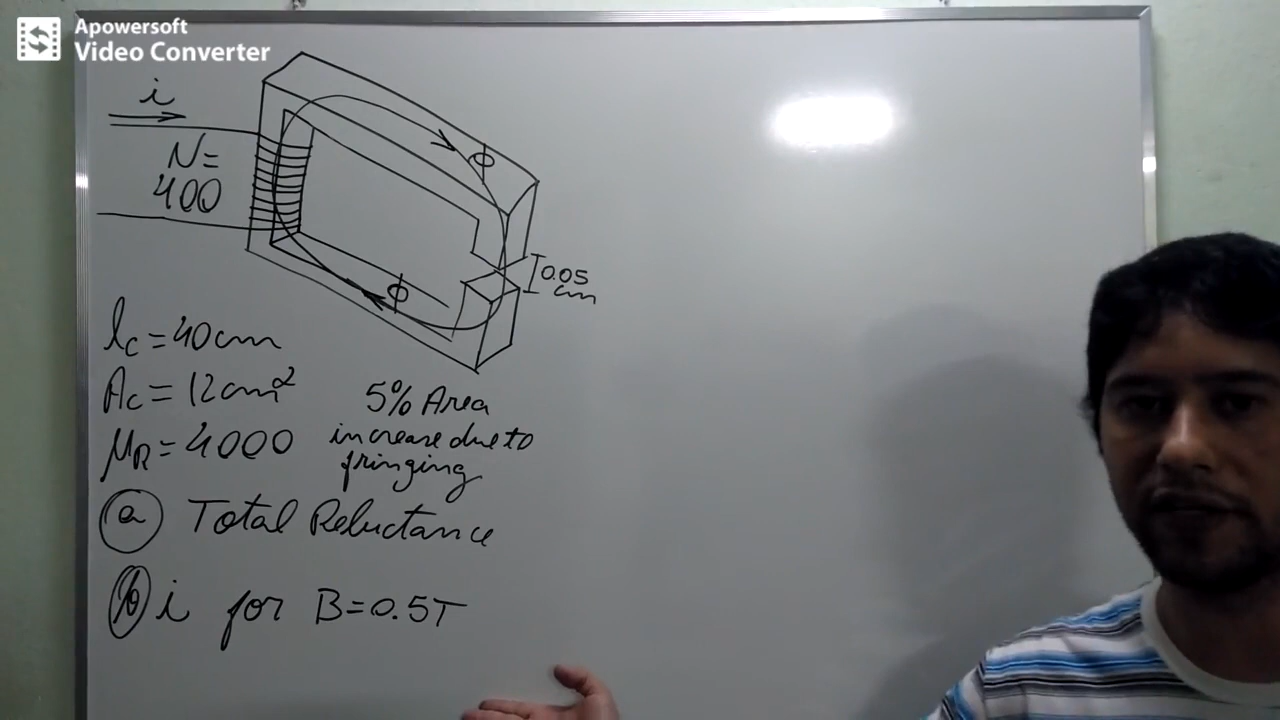 Apowersoft
Video Converter
i
N=
400
Φ
0.05
cm
Φ
lc = 40cm
Ac = 12cm²
μR = 4000
5% Area
increase due to
fringing
a Total Reluctance
b i for B=0.5T